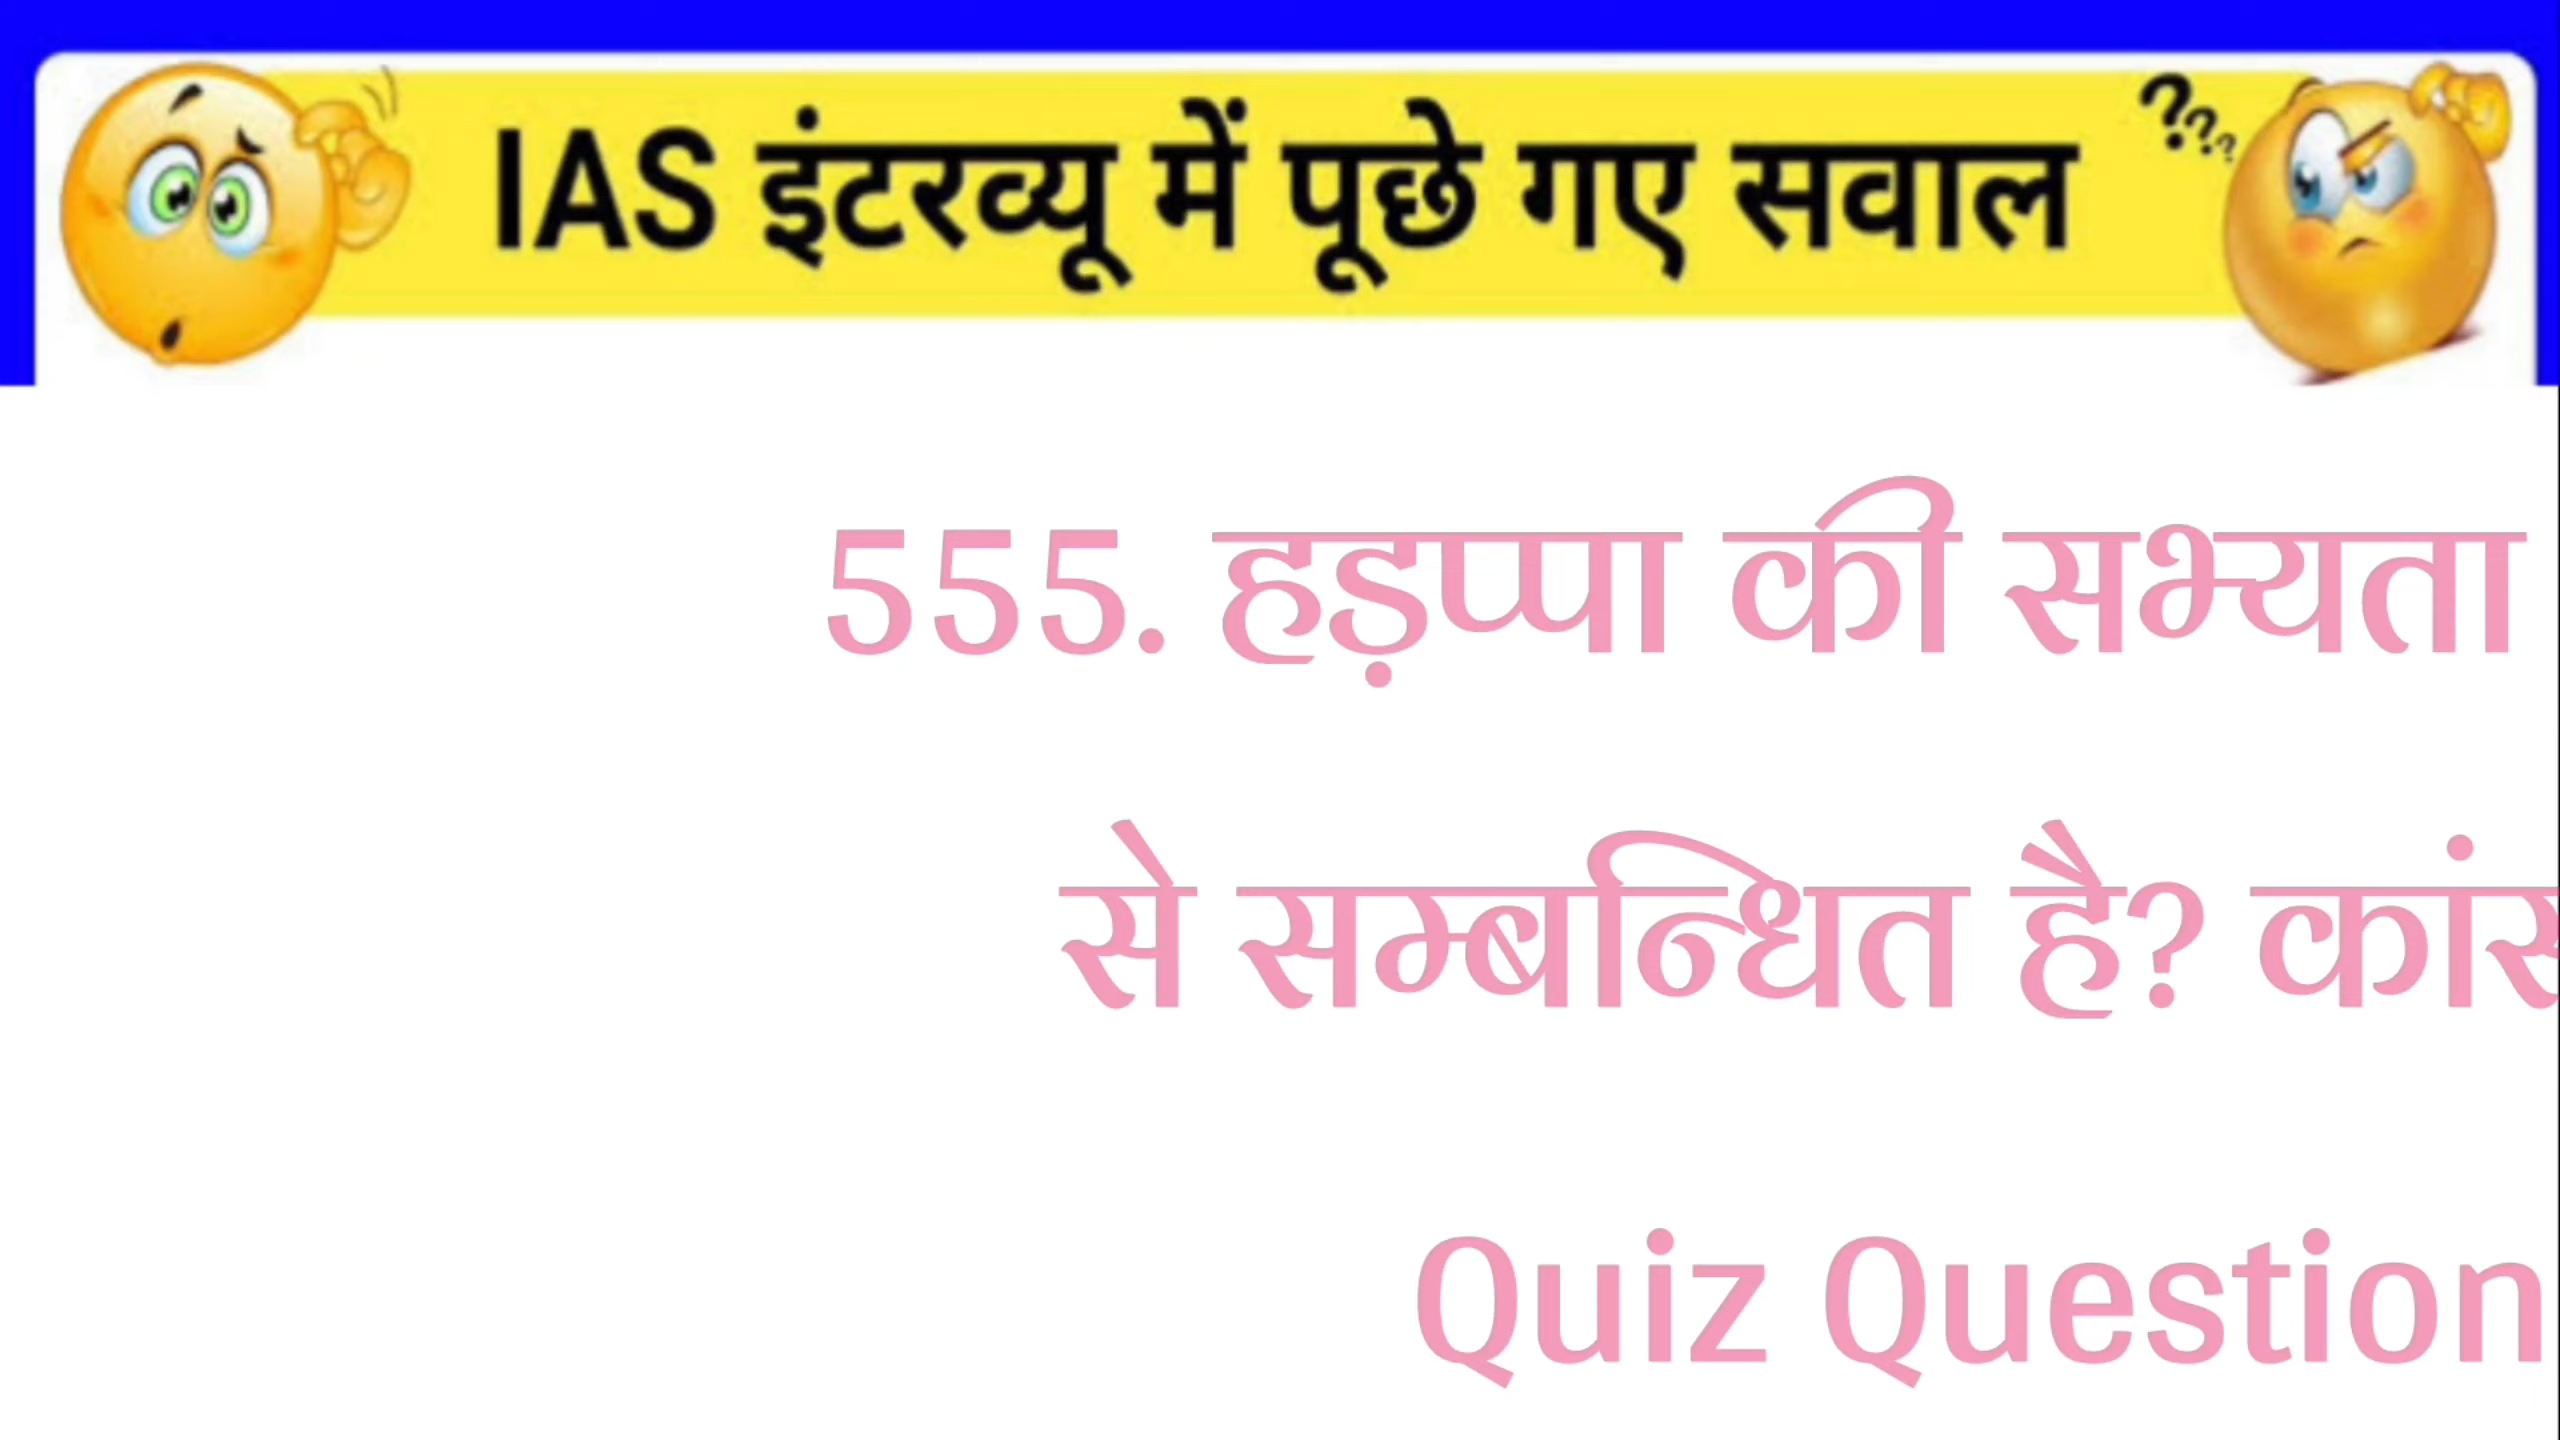 IAS इंटरव्यू में पूछे गए सवाल
???
555. हड़प्पा की सभ्यता
से सम्बन्धित है?
Quiz Question